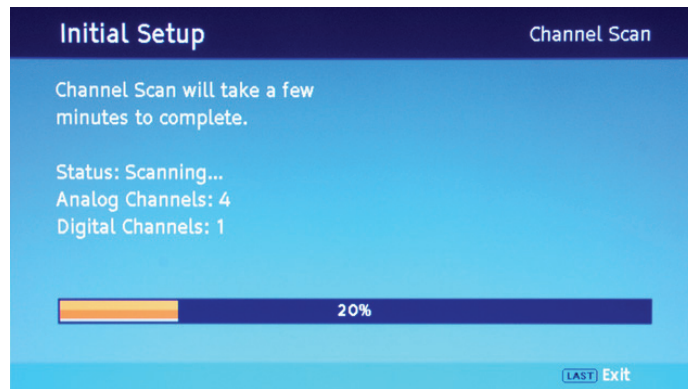 Initial Setup
Channel Scan
Channel Scan will take a few
minutes to complete.
Status: Scanning...
Analog Channels: 4
Digital Channels: 1
20%
LAST Exit